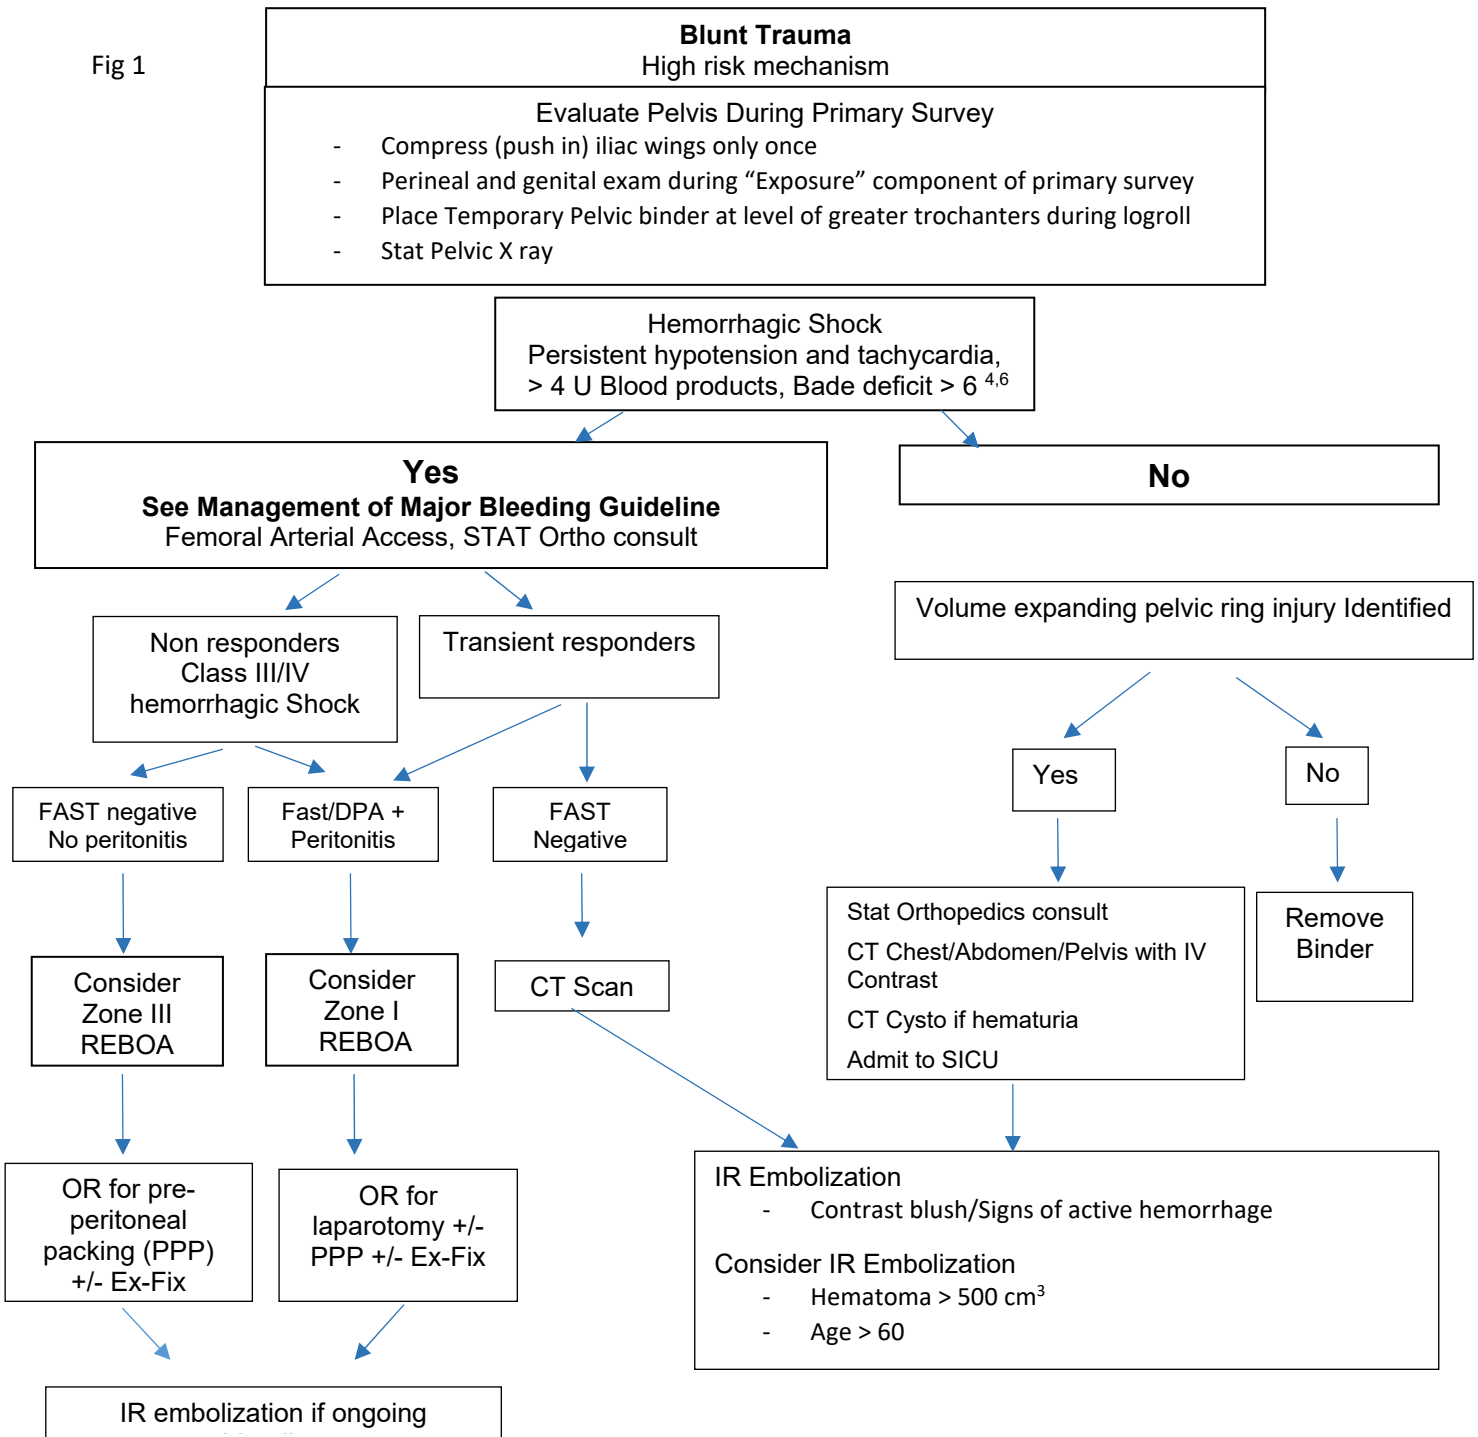 Fig 1
Blunt Trauma
High risk mechanism
Evaluate Pelvis During Primary Survey
- Compress (push in) iliac wings only once
- Perineal and genital exam during “Exposure” component of primary survey
- Place Temporary Pelvic binder at level of greater trochanters during logroll
- Stat Pelvic X ray
Hemorrhagic Shock
Persistent hypotension and tachycardia,
> 4 U Blood products, Bade deficit > 6 4,6
Yes
See Management of Major Bleeding Guideline
Femoral Arterial Access, STAT Ortho consult
No
Non responders
Class III/IV
hemorrhagic Shock
Transient responders
Volume expanding pelvic ring injury Identified
FAST negative
No peritonitis
Fast/DPA +
Peritonitis
FAST
Negative
Yes
No
Consider
Zone III
REBOA
Consider
Zone I
REBOA
CT Scan
Stat Orthopedics consult
CT Chest/Abdomen/Pelvis with IV
Contrast
CT Cysto if hematuria
Admit to SICU
Remove
Binder
OR for pre-
peritoneal
packing (PPP)
+/- Ex-Fix
OR for
laparotomy +/-
PPP +/- Ex-Fix
IR Embolization
- Contrast blush/Signs of active hemorrhage
Consider IR Embolization
- Hematoma > 500 cm3
- Age > 60
IR embolization if ongoing